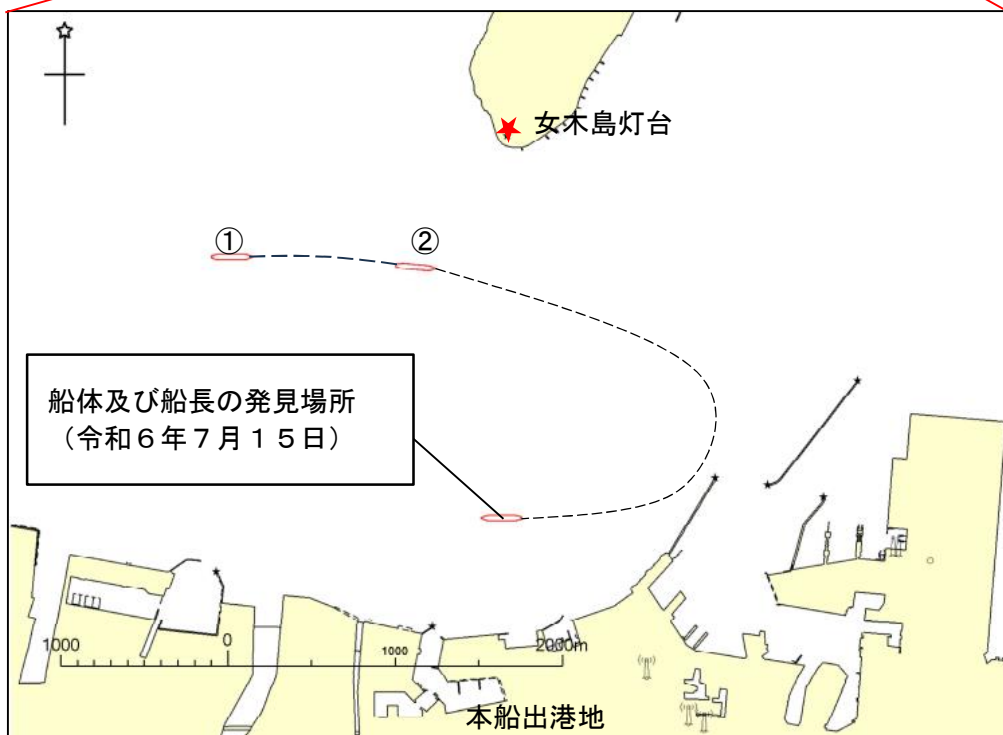 女木島灯台
①
②
船体及び船長の発見場所
（令和６年７月１５日）
1000
0
1000
2000m
本船出港地